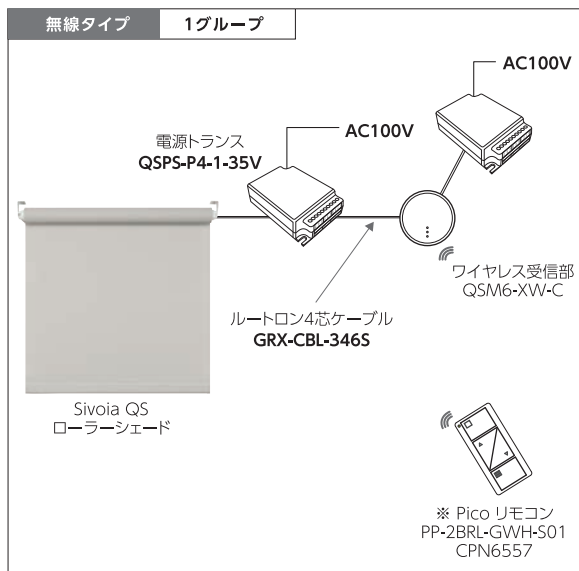 無線タイプ 1グループ
AC100V
AC100V
電源トランス
QSPS-P4-1-35V
ワイヤレス受信部
QSM6-XW-C
ルートロン4芯ケーブル
GRX-CBL-346S
Sivoia QS
ローラーシェード
※ Pico リモコン
PP-2BRL-GWH-S01
CPN6557